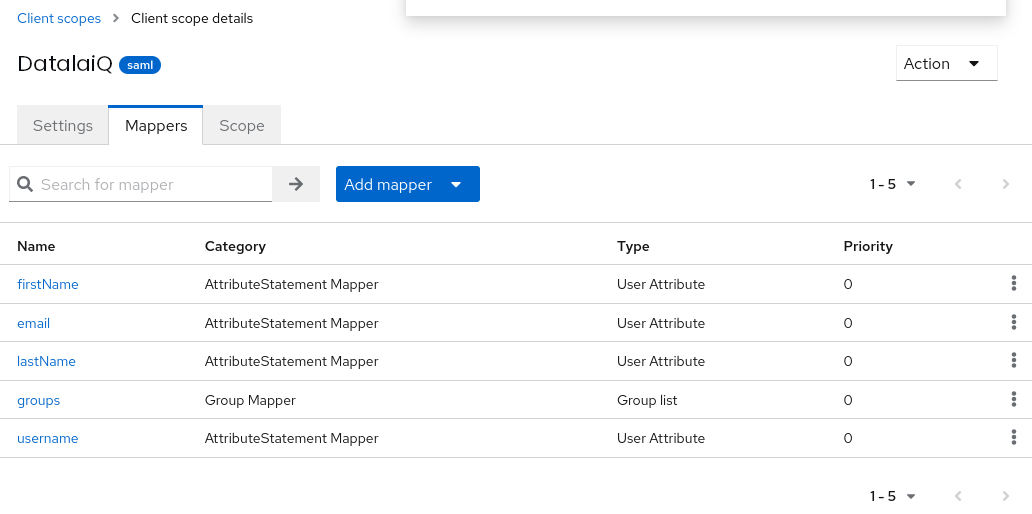 Client scopes > Client scope details
DatalaiQ saml
Action
Settings Mappers Scope
Search for mapper Add mapper 1 - 5
Name Category Type Priority
firstName AttributeStatement Mapper User Attribute 0
email AttributeStatement Mapper User Attribute 0
lastName AttributeStatement Mapper User Attribute 0
groups Group Mapper Group list 0
username AttributeStatement Mapper User Attribute 0
1 - 5